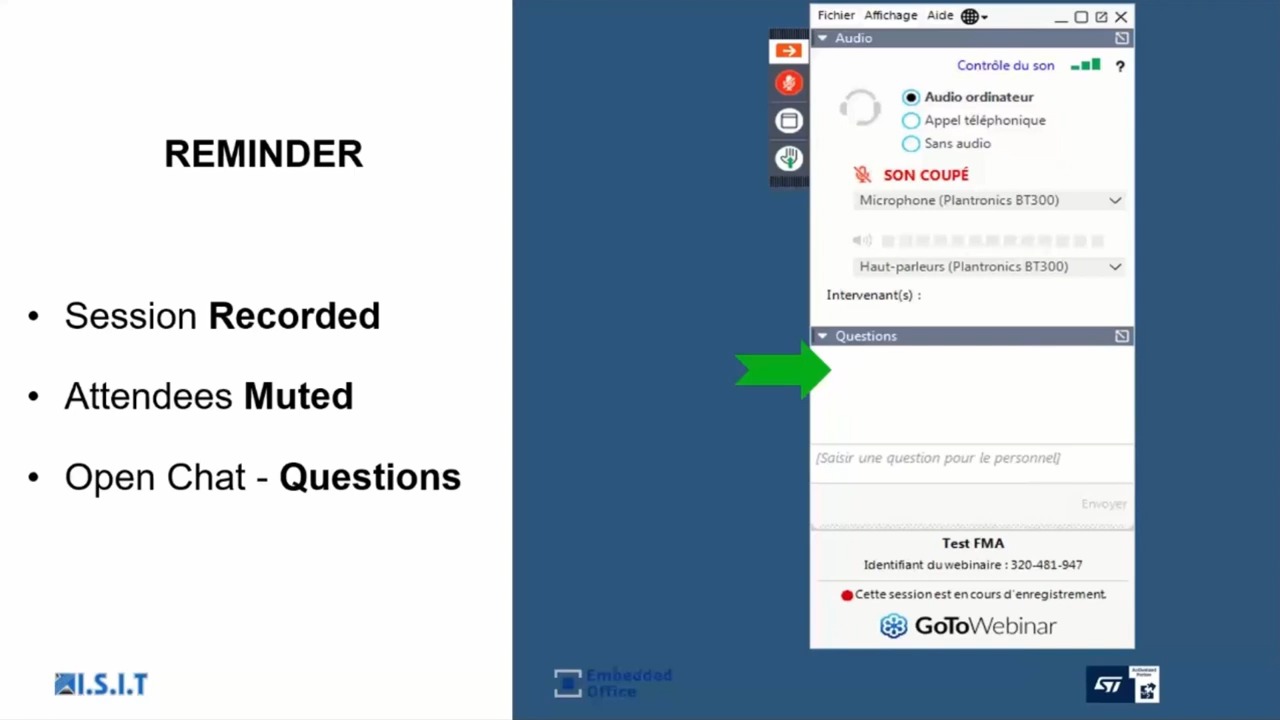 REMINDER
• Session Recorded
• Attendees Muted
• Open Chat - Questions
I.S.I.T
Fichier Affichage Aide
Audio
Contrôle du son
?
Audio ordinateur
Appel téléphonique
Sans audio
SON COUPÉ
Microphone (Plantronics BT300)
Haut-parleurs (Plantronics BT300)
Intervenant(s) :
Questions
[Saisir une question pour le personnel]
Envoyer
Test FMA
Identifiant du webinaire : 320-481-947
Cette session est en cours d'enregistrement.
GoToWebinar
Embedded
Office
ST